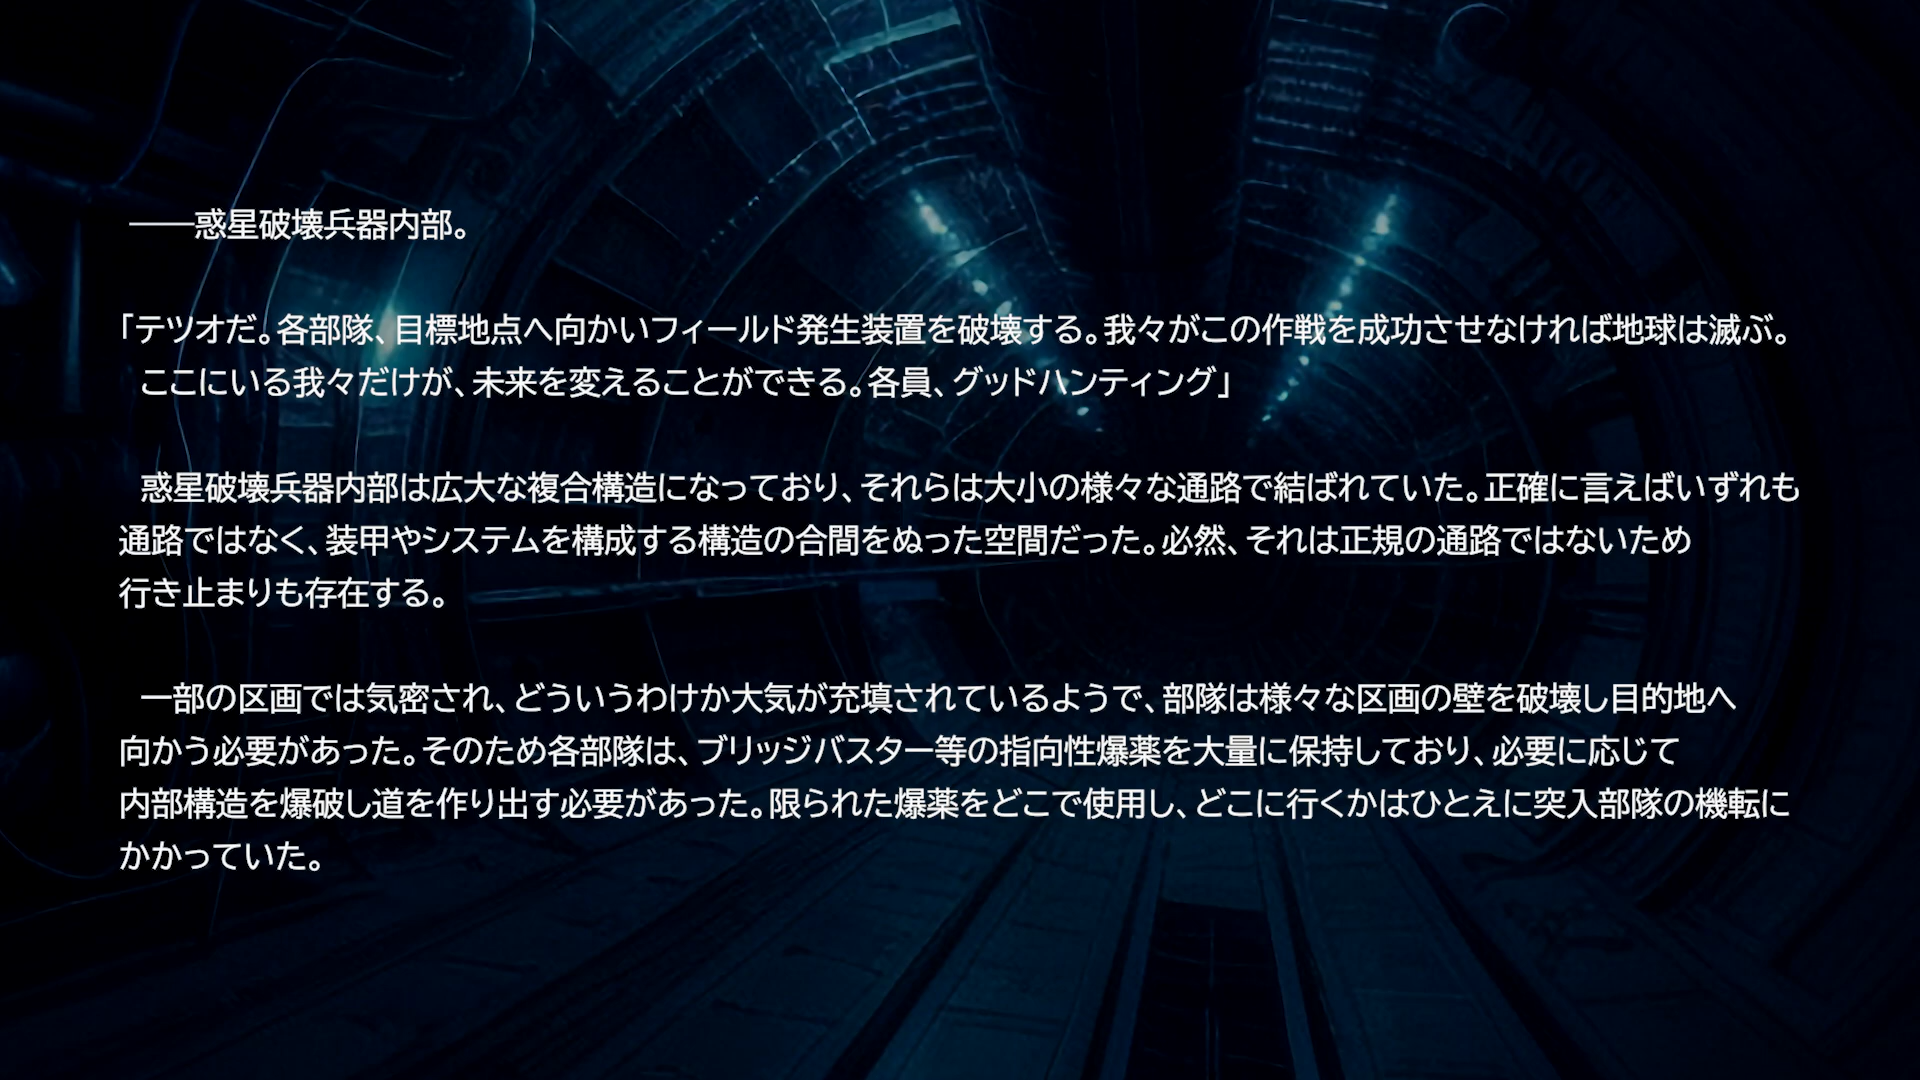 ――惑星破壊兵器内部。
「テツオだ。各部隊、目標地点へ向かいフィールド発生装置を破壊する。我々がこの作戦を成功させなければ地球は滅ぶ。
ここにいる我々だけが、未来を変えることができる。各員、グッドハンティング」
惑星破壊兵器内部は広大な複合構造になっており、それらは大小の様々な通路で結ばれていた。正確に言えばいずれも
通路ではなく、装甲やシステムを構成する構造の合間をぬった空間だった。必然、それは正規の通路ではないため
行き止まりも存在する。
一部の区画では気密され、どういうわけか大気が充填されているようで、部隊は様々な区画の壁を破壊し目的地へ
向かう必要があった。そのため各部隊は、ブリッジバスター等の指向性爆薬を大量に保持しており、必要に応じて
内部構造を爆破し道を作り出す必要があった。限られた爆薬をどこで使用し、どこに行くかはひとえに突入部隊の機転に
かかっていた。